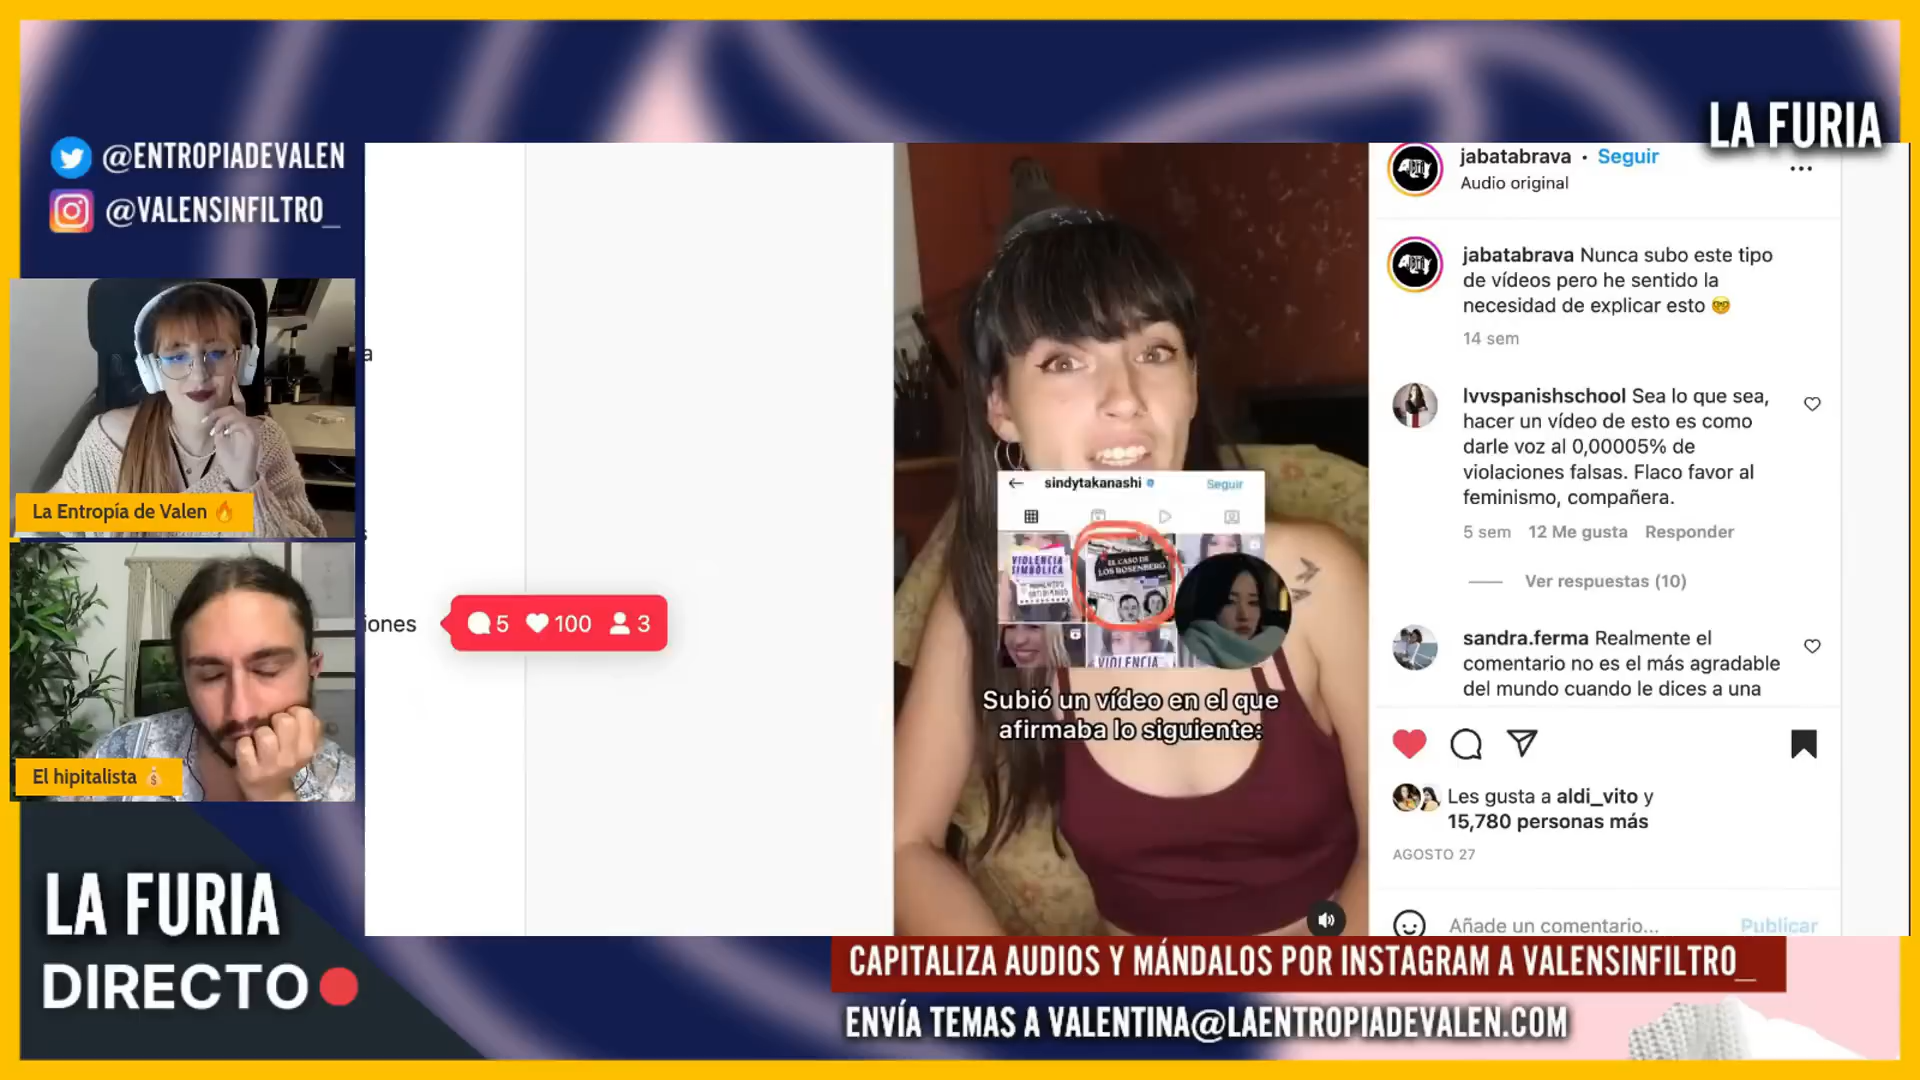 LA FURIA
@ENTROPIADEVALEN
@VALENSINFILTRO_
La Entropía de Valen
El hipitalista
LA FURIA
DIRECTO
a
s
iones
5 100 3
sindytakanashi
Seguir
VIOLENCIA
SIMBÓLICA
EL CASO DE
LOS ROSENBERG
VIOLENCIA
Subió un vídeo en el que
afirmaba lo siguiente:
jabatabrava • Seguir
Audio original
jabatabrava Nunca subo este tipo
de vídeos pero he sentido la
necesidad de explicar esto 🤓
14 sem
lvvspanishschool Sea lo que sea,
hacer un vídeo de esto es como
darle voz al 0,00005% de
violaciones falsas. Flaco favor al
feminismo, compañera.
5 sem 12 Me gusta Responder
Ver respuestas (10)
sandra.ferma Realmente el
comentario no es el más agradable
del mundo cuando le dices a una
Les gusta a aldi_vito y
15,780 personas más
AGOSTO 27
Añade un comentario... Publicar
CAPITALIZA AUDIOS Y MÁNDALOS POR INSTAGRAM A VALENSINFILTRO_
ENVÍA TEMAS A VALENTINA@LAENTROPIADEVALEN.COM